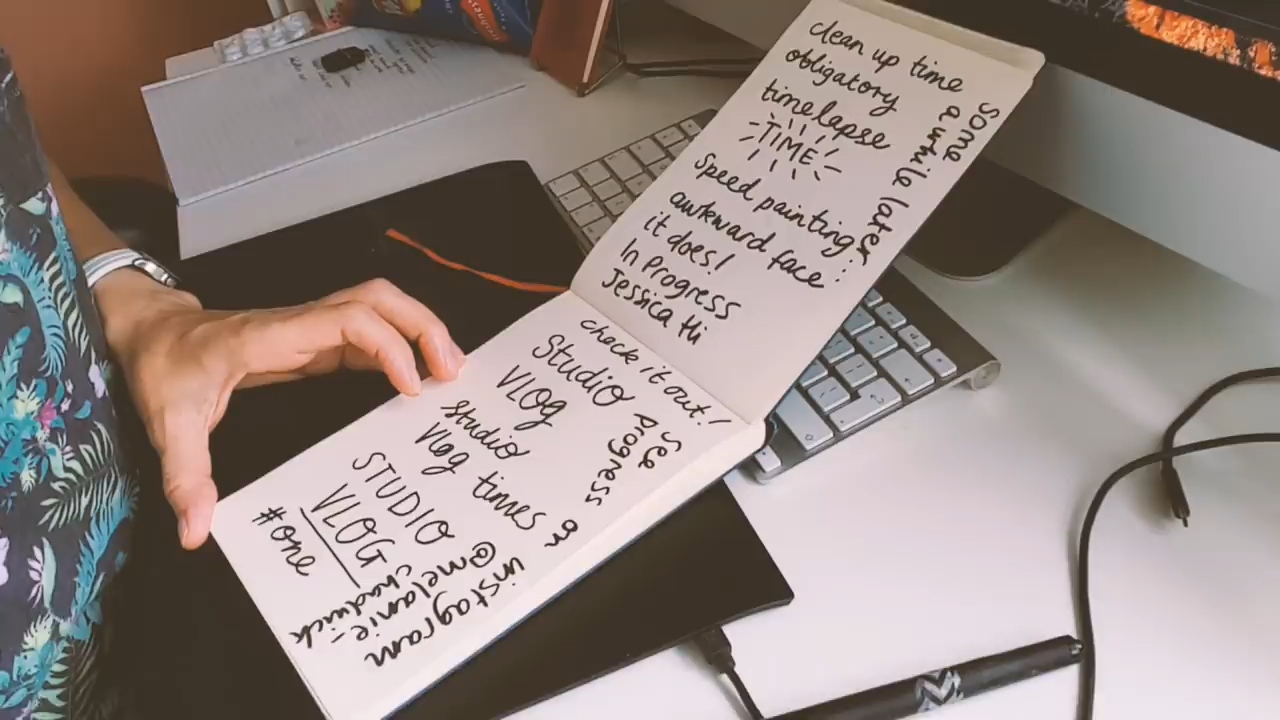 clean up time
obligatory
timelapse
TIME
Speed painting:
awkward face:
it does!
In Progress
Jessica Hi
some
awhile later
check it out!
Studio
VLOG
studio
Vlog times
STUDIO
VLOG
#one
see
progress on
instagram
@melanie-
chadwick